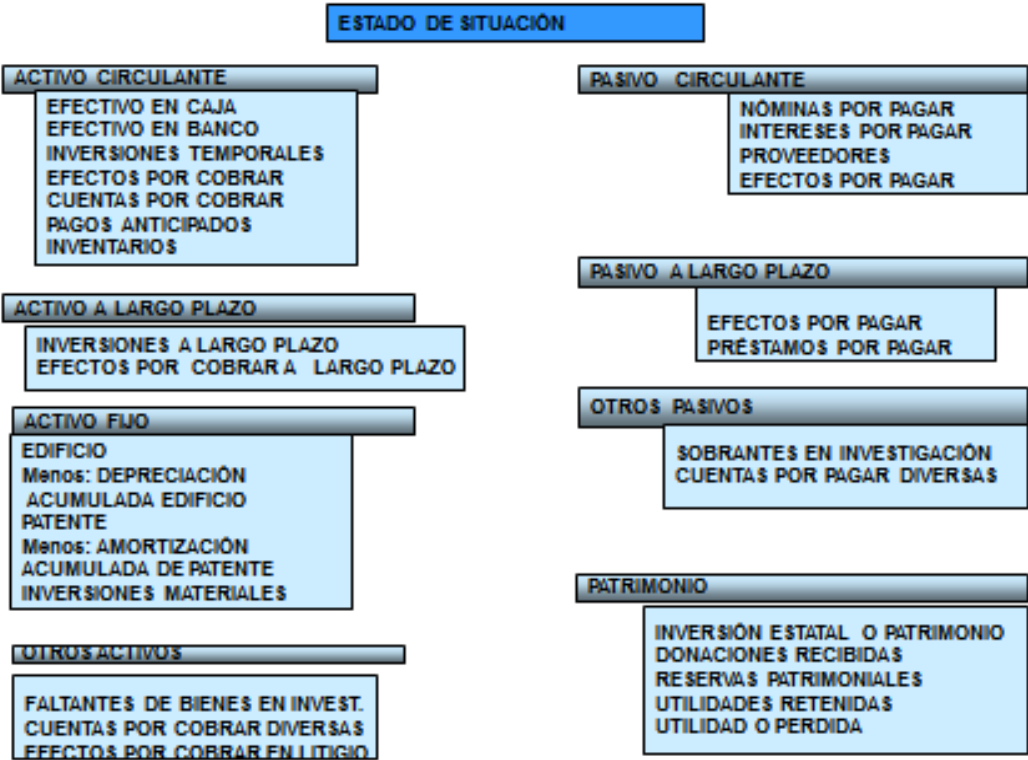 ESTADO DE SITUACIÓN
ACTIVO CIRCULANTE
EFECTIVO EN CAJA
EFECTIVO EN BANCO
INVERSIONES TEMPORALES
EFECTOS POR COBRAR
CUENTAS POR COBRAR
PAGOS ANTICIPADOS
INVENTARIOS
ACTIVO A LARGO PLAZO
INVERSIONES A LARGO PLAZO
EFECTOS POR COBRAR A LARGO PLAZO
ACTIVO FIJO
EDIFICIO
Menos: DEPRECIACIÓN
ACUMULADA EDIFICIO
PATENTE
Menos: AMORTIZACIÓN
ACUMULADA DE PATENTE
INVERSIONES MATERIALES
OTROS ACTIVOS
FALTANTES DE BIENES EN INVEST.
CUENTAS POR COBRAR DIVERSAS
EFECTOS POR COBRAR EN LITIGIO
PASIVO CIRCULANTE
NÓMINAS POR PAGAR
INTERESES POR PAGAR
PROVEEDORES
EFECTOS POR PAGAR
PASIVO A LARGO PLAZO
EFECTOS POR PAGAR
PRÉSTAMOS POR PAGAR
OTROS PASIVOS
SOBRANTES EN INVESTIGACIÓN
CUENTAS POR PAGAR DIVERSAS
PATRIMONIO
INVERSIÓN ESTATAL O PATRIMONIO
DONACIONES RECIBIDAS
RESERVAS PATRIMONIALES
UTILIDADES RETENIDAS
UTILIDAD O PERDIDA